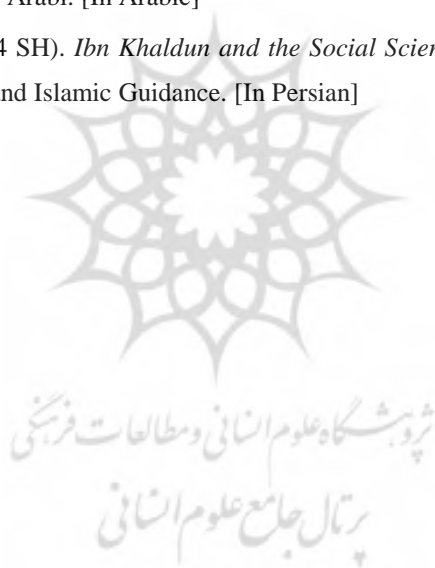 Arabi. [In Arabic]
4 SH). Ibn Khaldun and the Social Scien
and Islamic Guidance. [In Persian]
پژوهشگاه علوم انسانی و مطالعات فرهنگی
پرتال جامع علوم انسانی